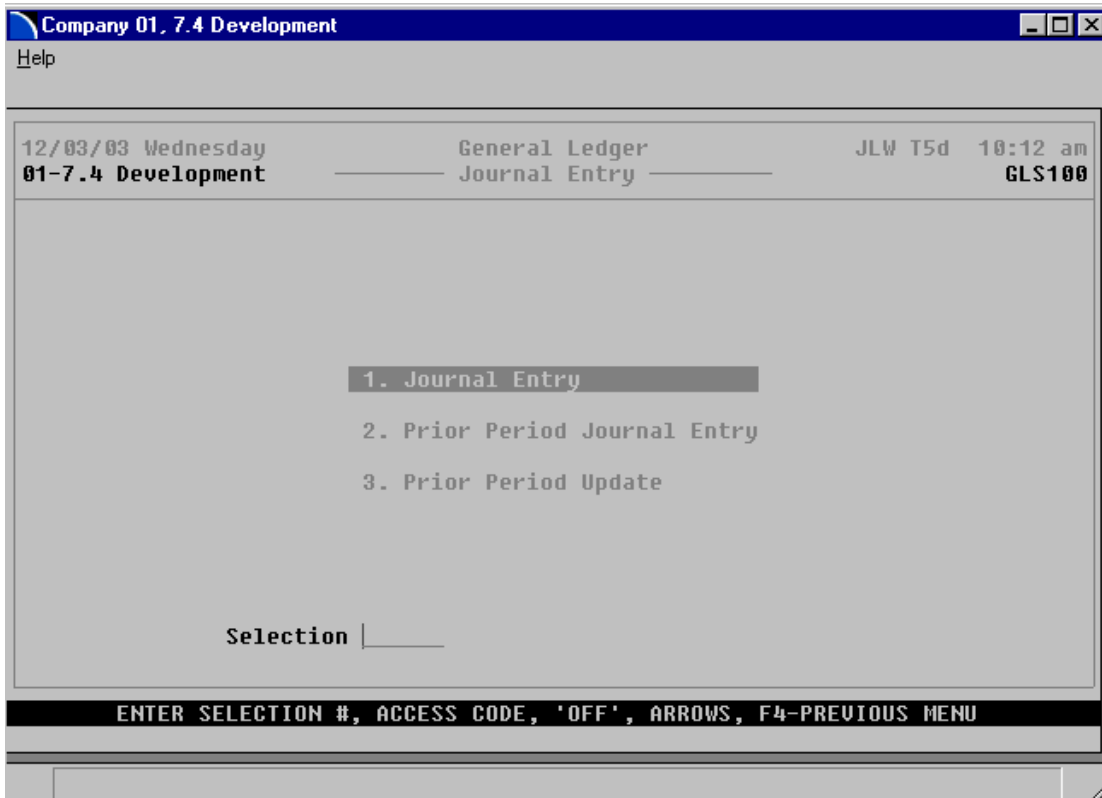 Company 01, 7.4 Development
Help
12/03/03 Wednesday General Ledger JLW T5d 10:12 am
01-7.4 Development Journal Entry GLS100
1. Journal Entry
2. Prior Period Journal Entry
3. Prior Period Update
Selection
ENTER SELECTION #, ACCESS CODE, 'OFF', ARROWS, F4-PREVIOUS MENU